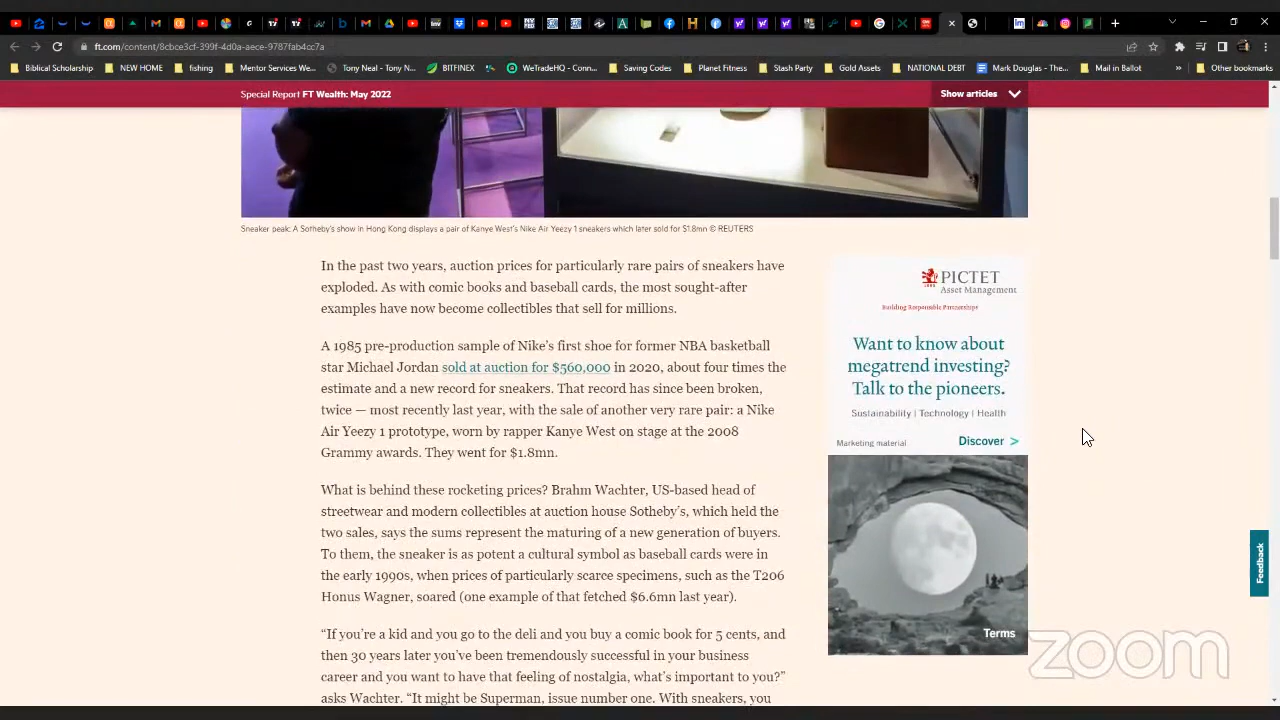 ft.com/content/8cbce3cf-399f-4d0a-aece-9787fab4cc7a
Biblical Scholarship
NEW HOME
fishing
Mentor Services We...
Tony Neal - Tony N...
BITFINEX
WeTradeHQ - Conn...
Saving Codes
Planet Fitness
Stash Party
Gold Assets
NATIONAL DEBT
Mark Douglas - The...
Mail in Ballot
»
Other bookmarks
Special Report FT Wealth: May 2022
Show articles
Sneaker peak: A Sotheby's show in Hong Kong displays a pair of Kanye West's Nike Air Yeezy 1 sneakers which later sold for $1.8mn © REUTERS
In the past two years, auction prices for particularly rare pairs of sneakers have
exploded. As with comic books and baseball cards, the most sought-after
examples have now become collectibles that sell for millions.
A 1985 pre-production sample of Nike's first shoe for former NBA basketball
star Michael Jordan sold at auction for $560,000 in 2020, about four times the
estimate and a new record for sneakers. That record has since been broken,
twice — most recently last year, with the sale of another very rare pair: a Nike
Air Yeezy 1 prototype, worn by rapper Kanye West on stage at the 2008
Grammy awards. They went for $1.8mn.
What is behind these rocketing prices? Brahm Wachter, US-based head of
streetwear and modern collectibles at auction house Sotheby's, which held the
two sales, says the sums represent the maturing of a new generation of buyers.
To them, the sneaker is as potent a cultural symbol as baseball cards were in
the early 1990s, when prices of particularly scarce specimens, such as the T206
Honus Wagner, soared (one example of that fetched $6.6mn last year).
“If you're a kid and you go to the deli and you buy a comic book for 5 cents, and
then 30 years later you've been tremendously successful in your business
career and you want to have that feeling of nostalgia, what's important to you?”
asks Wachter. “It might be Superman, issue number one. With sneakers, you
PICTET
Asset Management
Building Responsible Partnerships
Want to know about
megatrend investing?
Talk to the pioneers.
Sustainability | Technology | Health
Marketing material
Discover >
Terms
Feedback
zoom